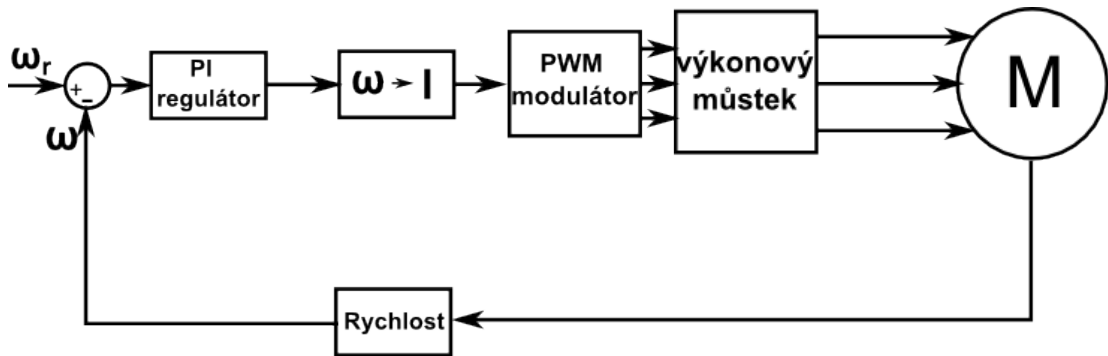 ωr
+
-
ω
PI
regulátor
ω → I
PWM
modulátor
výkonový
můstek
M
Rychlost